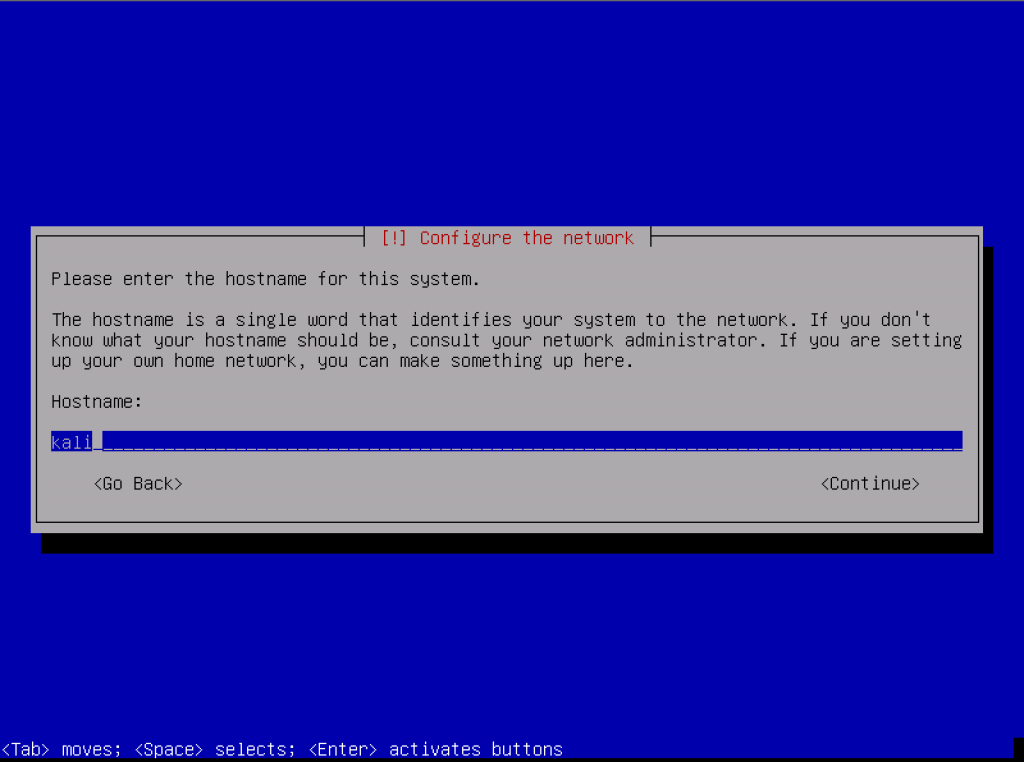 [!] Configure the network
Please enter the hostname for this system.
The hostname is a single word that identifies your system to the network. If you don't
know what your hostname should be, consult your network administrator. If you are setting
up your own home network, you can make something up here.
Hostname:
kali
<Go Back> <Continue>
<Tab> moves; <Space> selects; <Enter> activates buttons